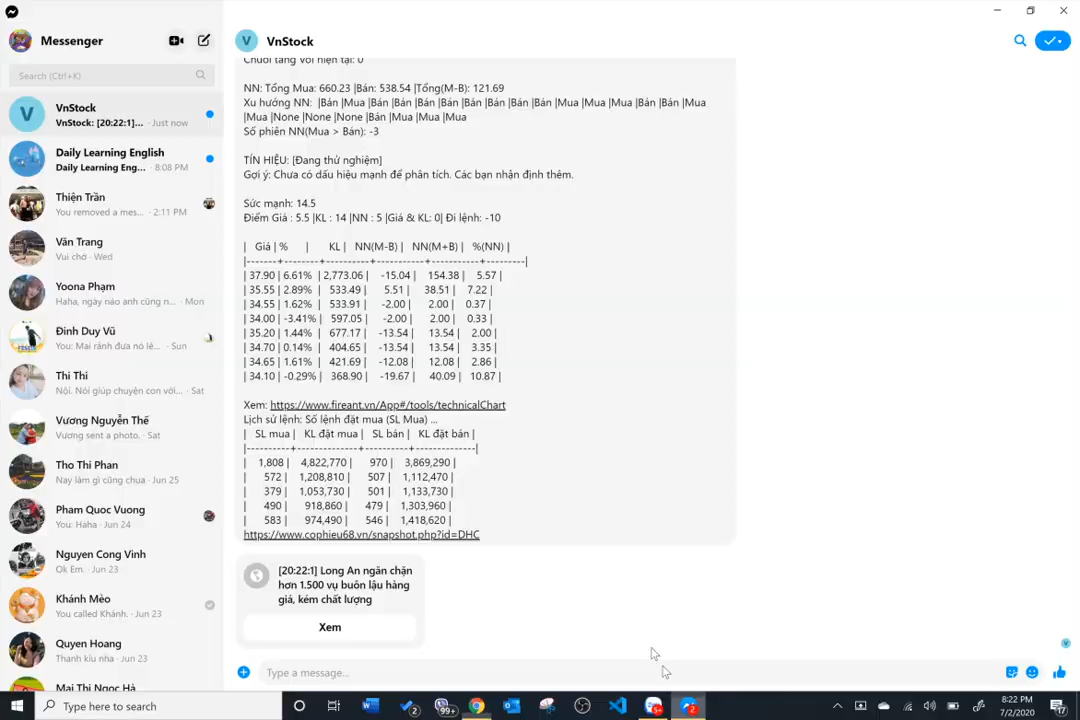 Messenger
Search (Ctrl+K)
VnStock
VnStock: [20:22:1]... · Just now
Daily Learning English
Daily Learning Eng... · 8:08 PM
Thiện Trần
You removed a mes... · 2:11 PM
Văn Trang
Vui chớ · Wed
Yoona Phạm
Haha, ngày nào anh cũng n... · Mon
Đinh Duy Vũ
You: Mai ránh đưa nó lê... · Sun
Thi Thi
Nội. Nói giúp chuyện con với... · Sat
Vương Nguyễn Thế
Vương sent a photo. · Sat
Tho Thi Phan
Nay làm gì cũng chua · Jun 25
Pham Quoc Vuong
You: Haha · Jun 24
Nguyen Cong Vinh
Ok Em. · Jun 23
Khánh Mèo
You called Khánh. · Jun 23
Quyen Hoang
Thanh kiu nha · Jun 23
Mai Thị Ngọc Hà
V VnStock
Chuỗi tăng với hiện tại: 0
NN: Tổng Mua: 660.23 |Bán: 538.54 |Tổng(M-B): 121.69
Xu hướng NN: |Bán |Mua |Bán |Bán |Bán |Bán |Bán |Bán |Bán |Bán |Mua |Mua |Mua |Bán |Bán |Mua
|Mua |None |None |None |Bán |Mua |Mua |Mua
Số phiên NN(Mua > Bán): -3
TÍN HIỆU: [Đang thử nghiệm]
Gợi ý: Chưa có dấu hiệu mạnh để phân tích. Các bạn nhận định thêm.
Sức mạnh: 14.5
Điểm Giá : 5.5 |KL : 14 |NN : 5 |Giá & KL: 0| Đi lệnh: -10
| Giá | % | KL | NN(M-B) | NN(M+B) | %(NN) |
|-------+--------+----------+-----------+-----------+---------|
| 37.90 | 6.61% | 2,773.06 | -15.04 | 154.38 | 5.57 |
| 35.55 | 2.89% | 533.49 | 5.51 | 38.51 | 7.22 |
| 34.55 | 1.62% | 533.91 | -2.00 | 2.00 | 0.37 |
| 34.00 | -3.41% | 597.05 | -2.00 | 2.00 | 0.33 |
| 35.20 | 1.44% | 677.17 | -13.54 | 13.54 | 2.00 |
| 34.70 | 0.14% | 404.65 | -13.54 | 13.54 | 3.35 |
| 34.65 | 1.61% | 421.69 | -12.08 | 12.08 | 2.86 |
| 34.10 | -0.29% | 368.90 | -19.67 | 40.09 | 10.87 |
Xem: https://www.fireant.vn/App#/tools/technicalChart
Lịch sử lệnh: Số lệnh đặt mua (SL Mua) ...
| SL mua | KL đặt mua | SL bán | KL đặt bán |
|----------+--------------+----------+--------------|
| 1,808 | 4,822,770 | 970 | 3,869,290 |
| 572 | 1,208,810 | 507 | 1,112,470 |
| 379 | 1,053,730 | 501 | 1,133,730 |
| 490 | 918,860 | 479 | 1,303,960 |
| 583 | 974,490 | 546 | 1,418,620 |
https://www.cophieu68.vn/snapshot.php?id=DHC
[20:22:1] Long An ngăn chặn
hơn 1.500 vụ buôn lậu hàng
giả, kém chất lượng
Xem
Type a message...
Type here to search
2
99+
5+
2
8:22 PM
7/2/2020
17